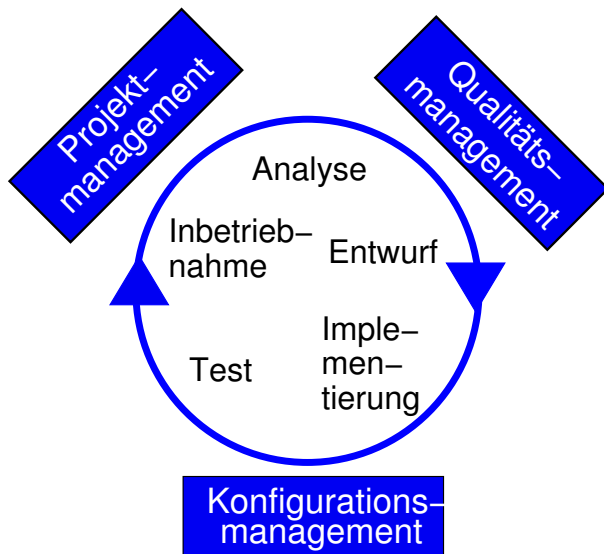 Projekt−
management
Qualitäts−
management
Analyse
Inbetrieb−
nahme
Entwurf
Imple−
men−
tierung
Test
Konfigurations−
management